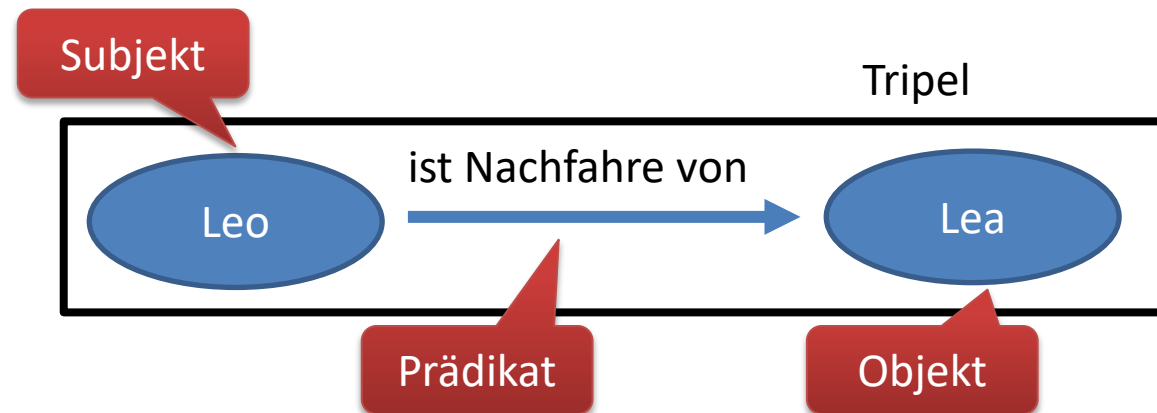 Subjekt
Tripel
ist Nachfahre von
Leo
Lea
Prädikat
Objekt